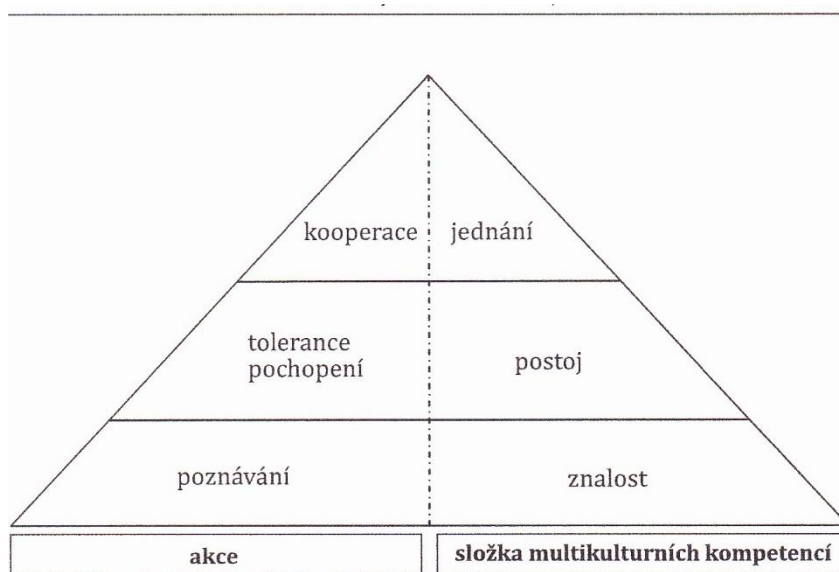 kooperace jednání
tolerance
pochopení
postoj
poznávání znalost
akce složka multikulturních kompetencí